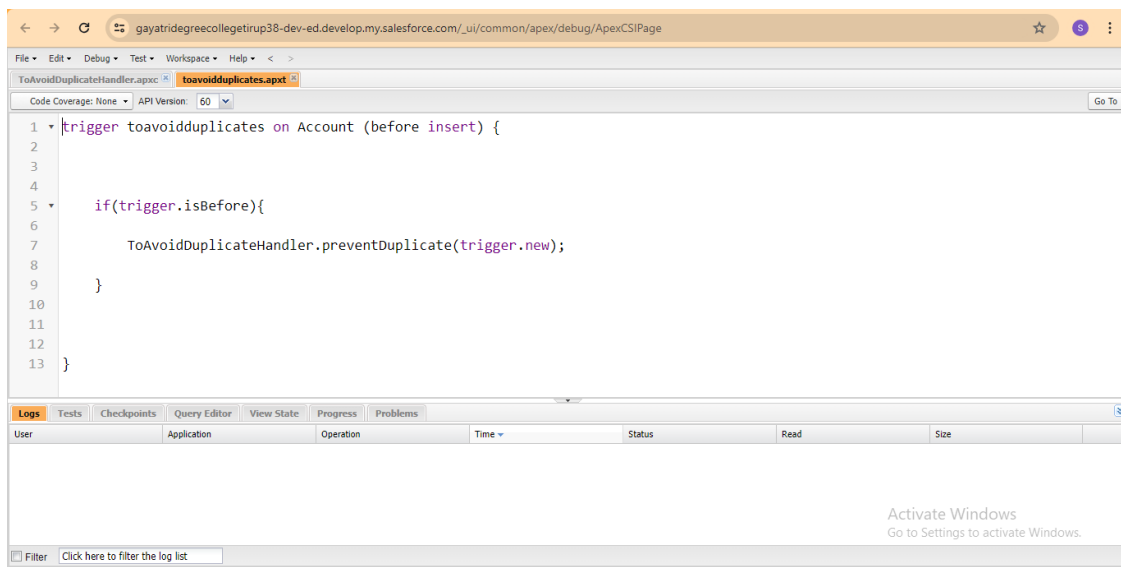 gayatridegreecollegetirup38-dev-ed.develop.my.salesforce.com/_ui/common/apex/debug/ApexCSIPage S
File Edit Debug Test Workspace Help < >
ToAvoidDuplicateHandler.apxc toavoidduplicates.apxt
Code Coverage: None API Version: 60 Go To
1 trigger toavoidduplicates on Account (before insert) {
2
3
4
5 if(trigger.isBefore){
6
7 ToAvoidDuplicateHandler.preventDuplicate(trigger.new);
8
9 }
10
11
12
13 }
Logs Tests Checkpoints Query Editor View State Progress Problems
User Application Operation Time Status Read Size
Activate Windows
Go to Settings to activate Windows.
Filter Click here to filter the log list